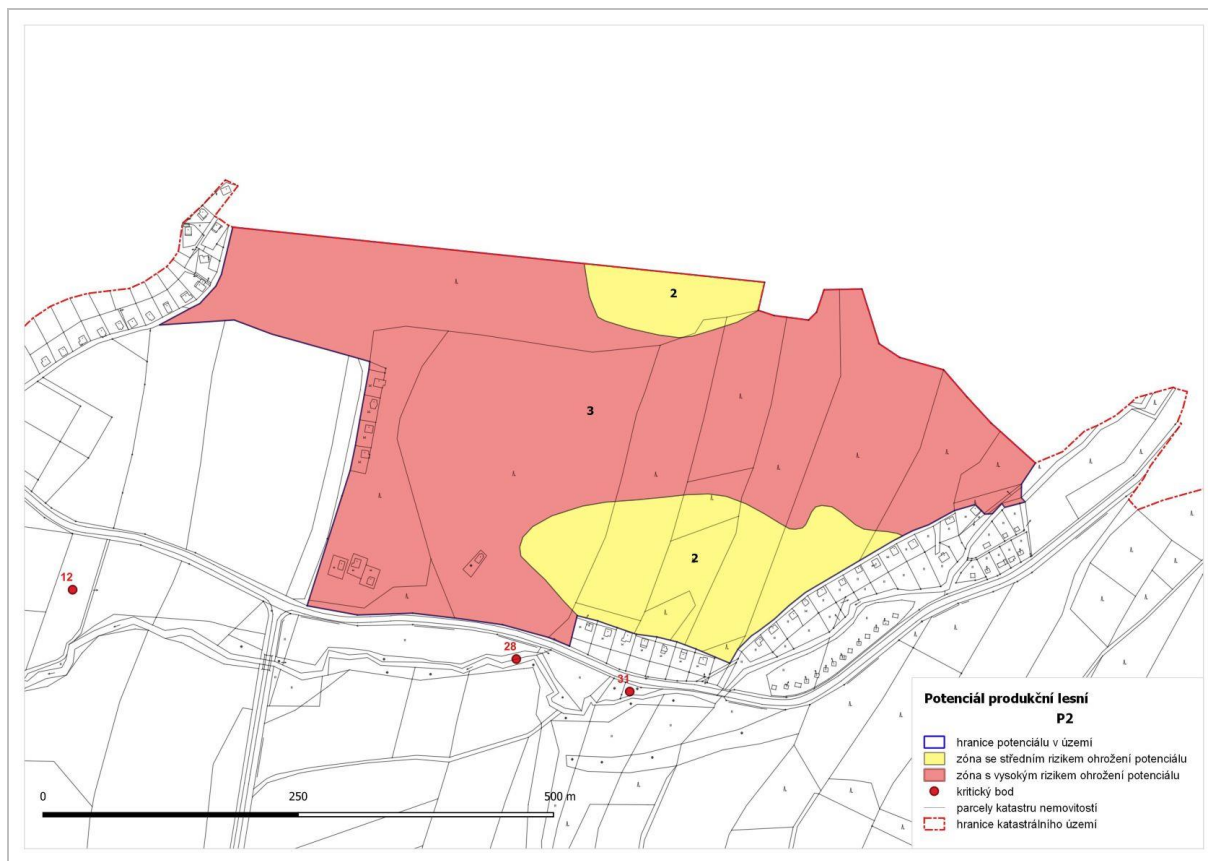 2
3
2
12
28
31
Potenciál produkční lesní
P2
hranice potenciálu v území
zóna se středním rizikem ohrožení potenciálu
zóna s vysokým rizikem ohrožení potenciálu
kritický bod
parcely katastru nemovitostí
hranice katastrálního území
0 250 500 m